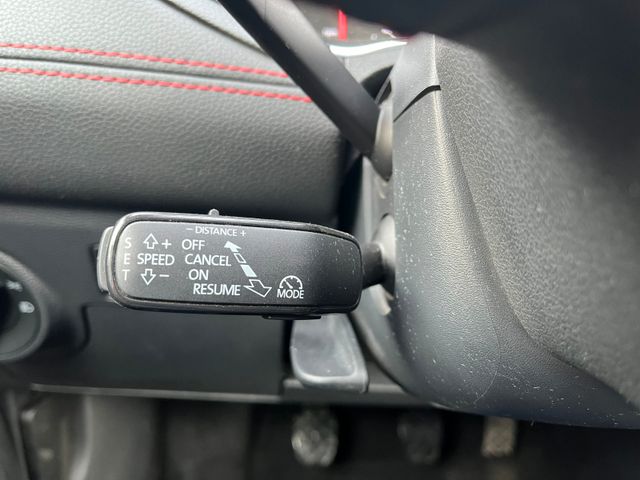 − DISTANCE +
S + OFF
E SPEED CANCEL
T − ON
RESUME MODE